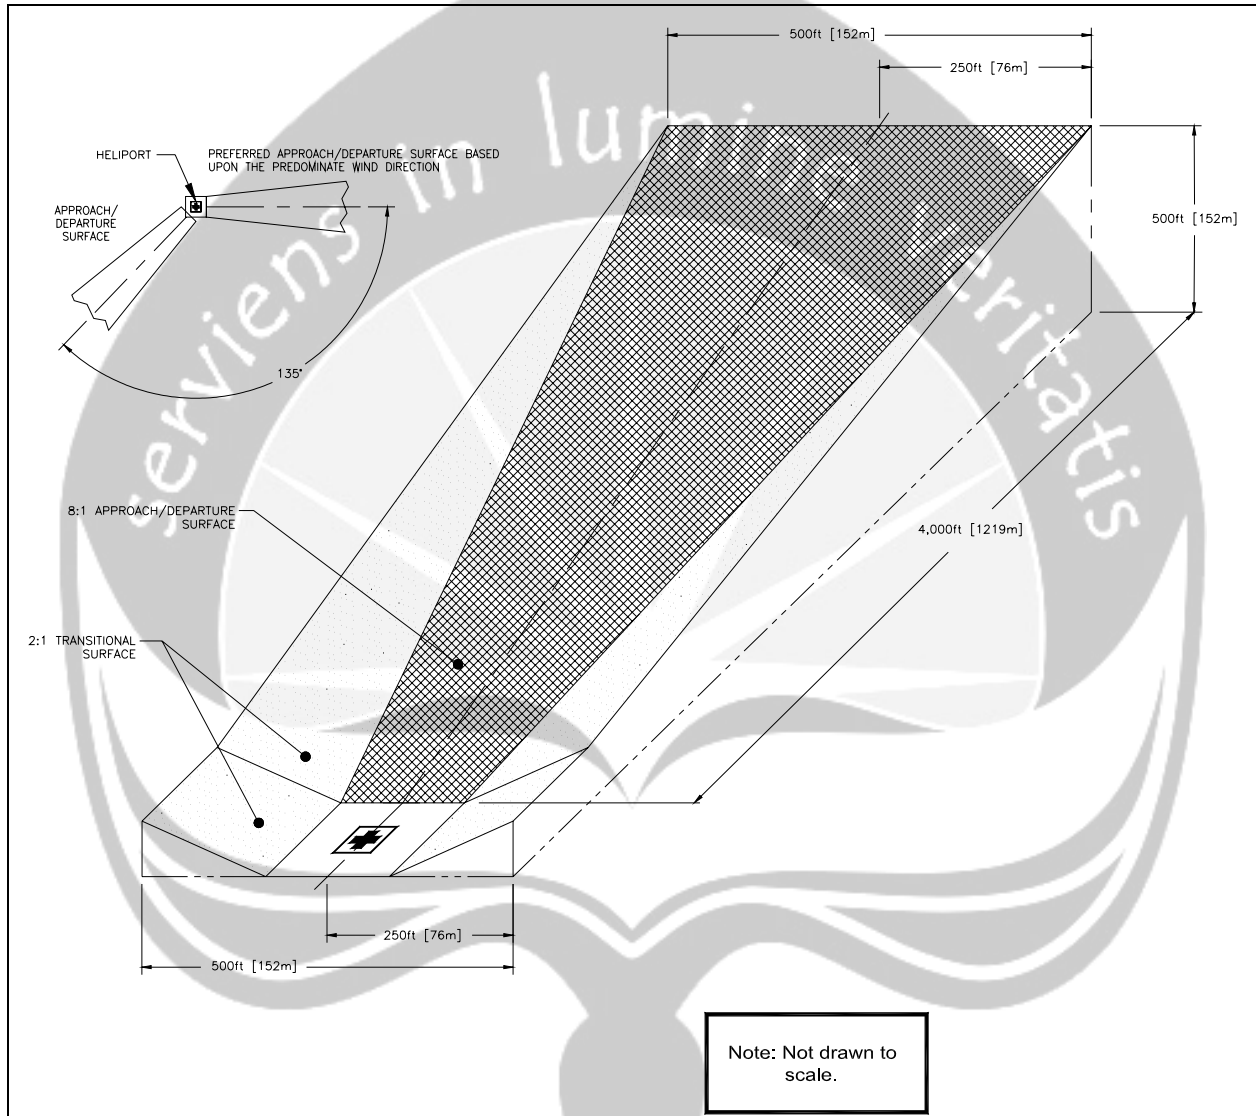 500ft [152m]
250ft [76m]
HELIPORT
PREFERRED APPROACH/DEPARTURE SURFACE BASED
UPON THE PREDOMINATE WIND DIRECTION
APPROACH/
DEPARTURE
SURFACE
500ft [152m]
135°
serviens in lumine veritatis
8:1 APPROACH/DEPARTURE
SURFACE
4,000ft [1219m]
2:1 TRANSITIONAL
SURFACE
250ft [76m]
500ft [152m]
Note: Not drawn to
scale.